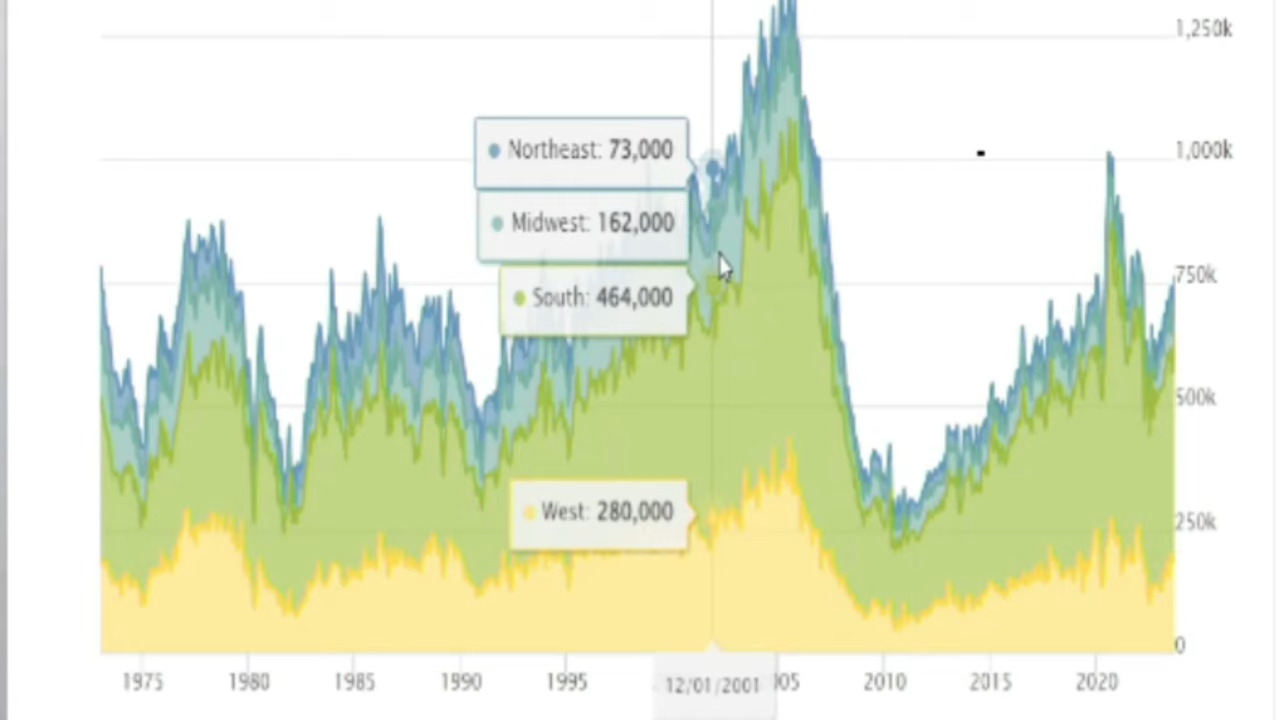 1,250k
Northeast: 73,000
1,000k
Midwest: 162,000
750k
South: 464,000
500k
West: 280,000
250k
0
1975 1980 1985 1990 1995 12/01/2001 005 2010 2015 2020